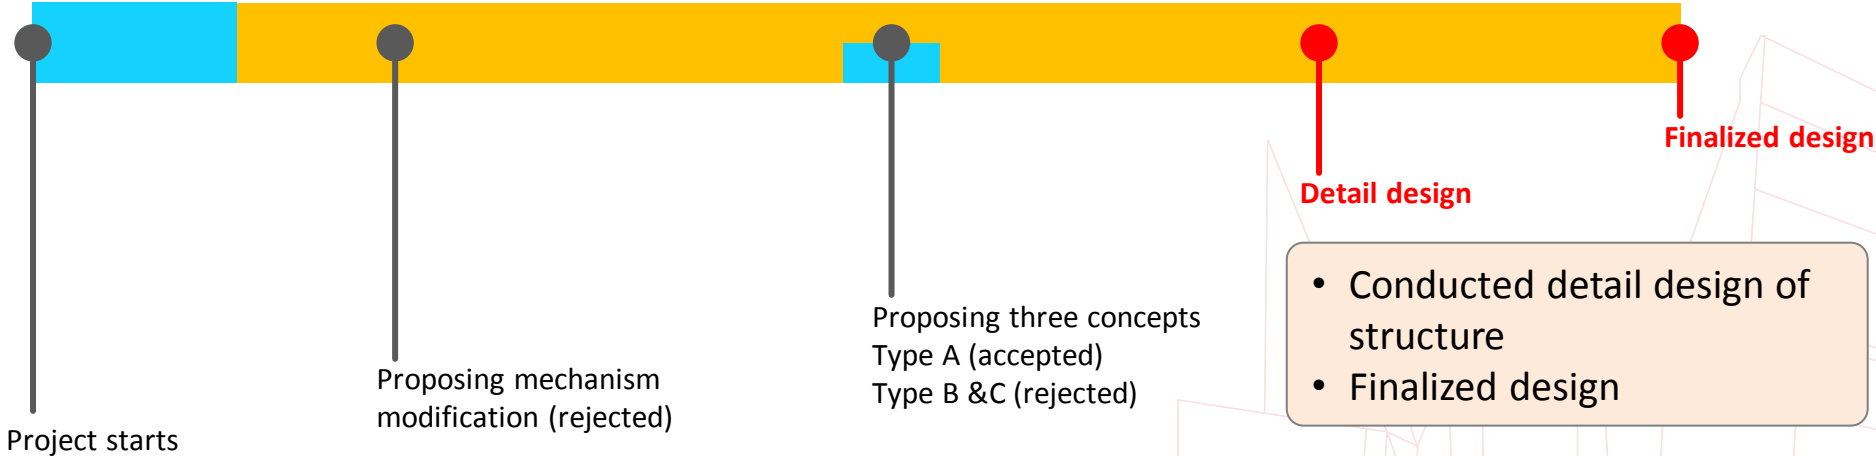 Project starts
Proposing mechanism
modification (rejected)
Proposing three concepts
Type A (accepted)
Type B &C (rejected)
Detail design
Finalized design
• Conducted detail design of
structure
• Finalized design